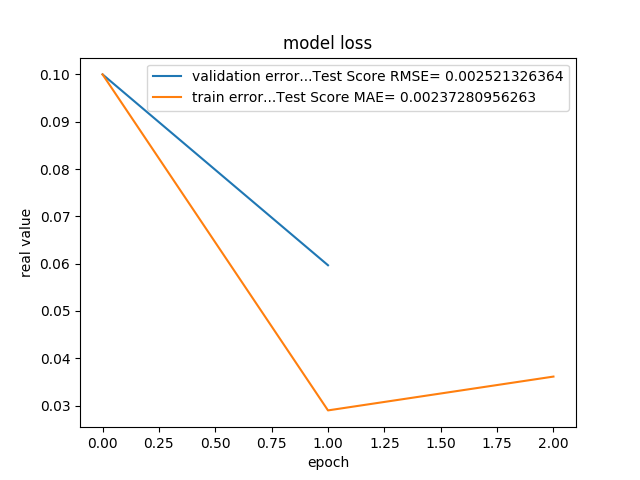 model loss
validation error...Test Score RMSE= 0.002521326364
train error...Test Score MAE= 0.00237280956263
0.10
0.09
0.08
0.07
0.06
0.05
0.04
0.03
real value
0.00 0.25 0.50 0.75 1.00 1.25 1.50 1.75 2.00
epoch